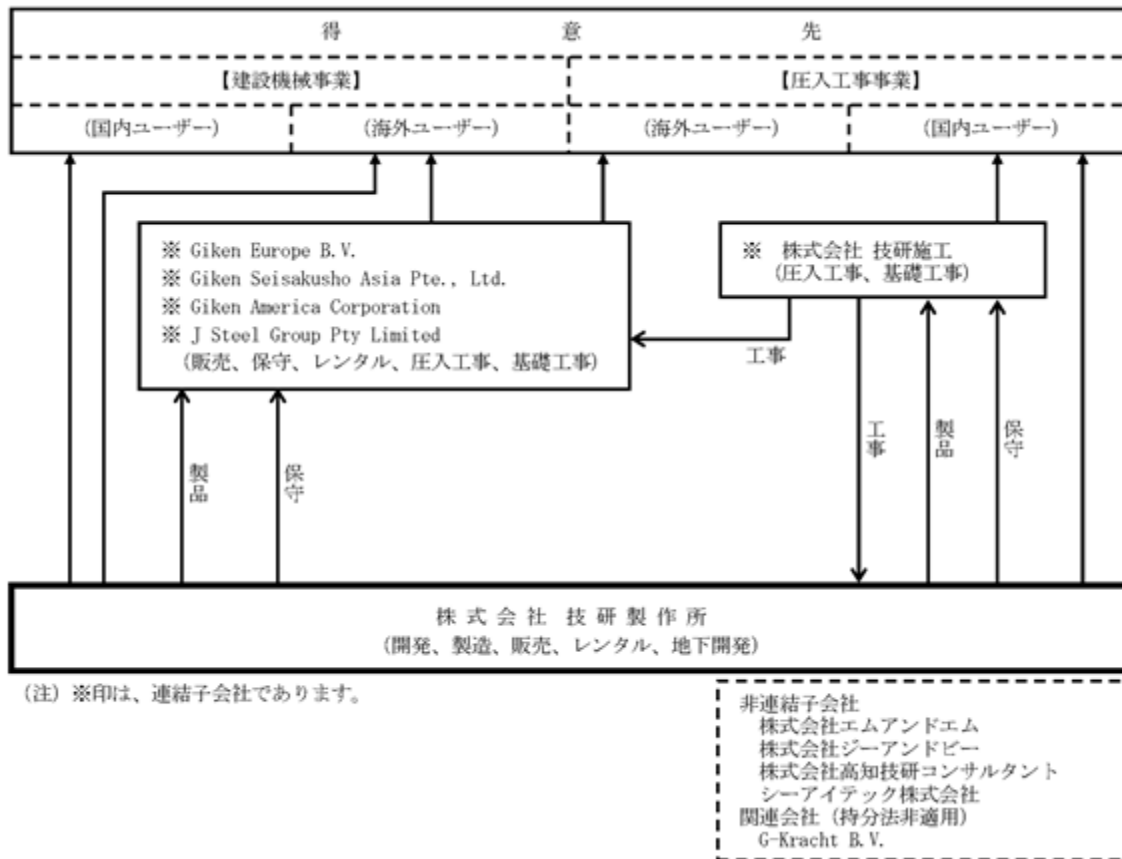 得意先
【建設機械事業】 【圧入工事事業】
(国内ユーザー) (海外ユーザー) (海外ユーザー) (国内ユーザー)
※ Giken Europe B.V.
※ Giken Seisakusho Asia Pte., Ltd.
※ Giken America Corporation
※ J Steel Group Pty Limited
(販売、保守、レンタル、圧入工事、基礎工事)
※ 株式会社 技研施工
(圧入工事、基礎工事)
工事
製品
保守
工事
製品
保守
株式会社 技研製作所
(開発、製造、販売、レンタル、地下開発)
(注) ※印は、連結子会社であります。
非連結子会社
株式会社エムアンドエム
株式会社ジーアンドビー
株式会社高知技研コンサルタント
シーアイテック株式会社
関連会社 (持分法非適用)
G-Kracht B.V.